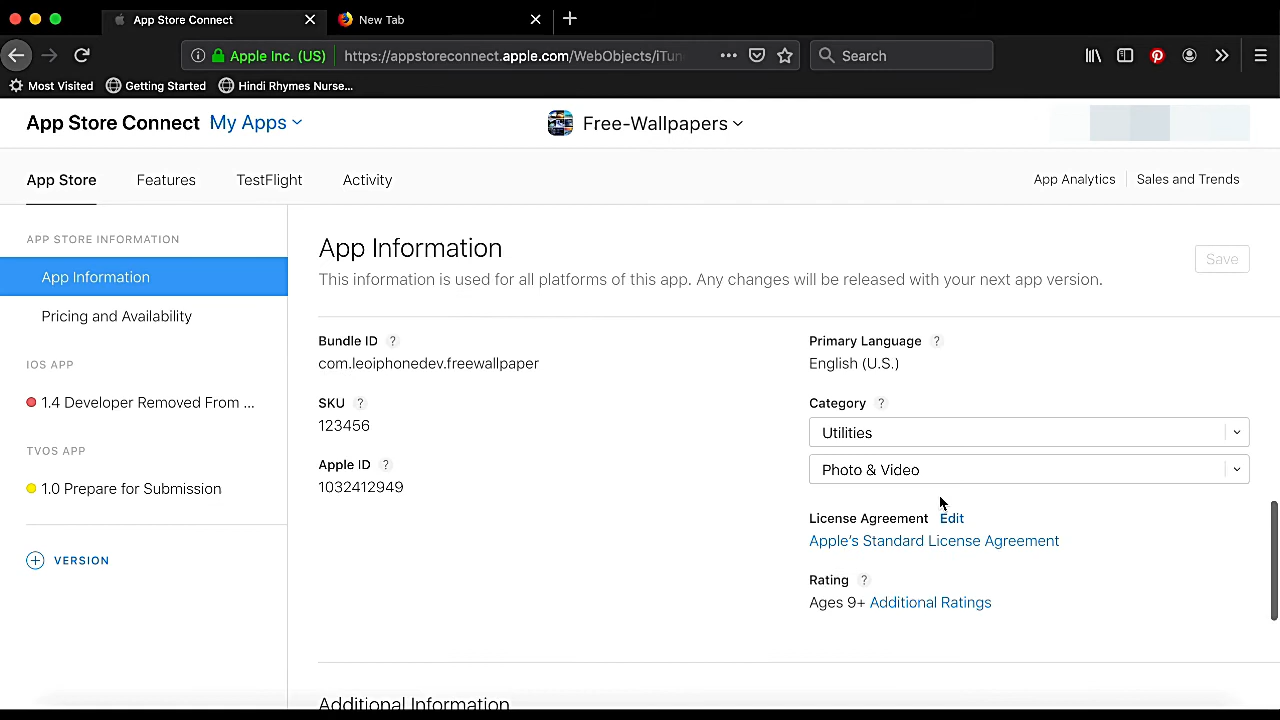 App Store Connect
New Tab
Apple Inc. (US)
https://appstoreconnect.apple.com/WebObjects/iTun
Search
Most Visited
Getting Started
Hindi Rhymes Nurse...
App Store Connect My Apps
Free-Wallpapers
App Store
Features
TestFlight
Activity
App Analytics
Sales and Trends
APP STORE INFORMATION
App Information
Pricing and Availability
IOS APP
1.4 Developer Removed From ...
TVOS APP
1.0 Prepare for Submission
VERSION
App Information
Save
This information is used for all platforms of this app. Any changes will be released with your next app version.
Bundle ID ?
com.leoiphonedev.freewallpaper
SKU ?
123456
Apple ID ?
1032412949
Primary Language ?
English (U.S.)
Category ?
Utilities
Photo & Video
License Agreement Edit
Apple's Standard License Agreement
Rating ?
Ages 9+ Additional Ratings
Additional Information